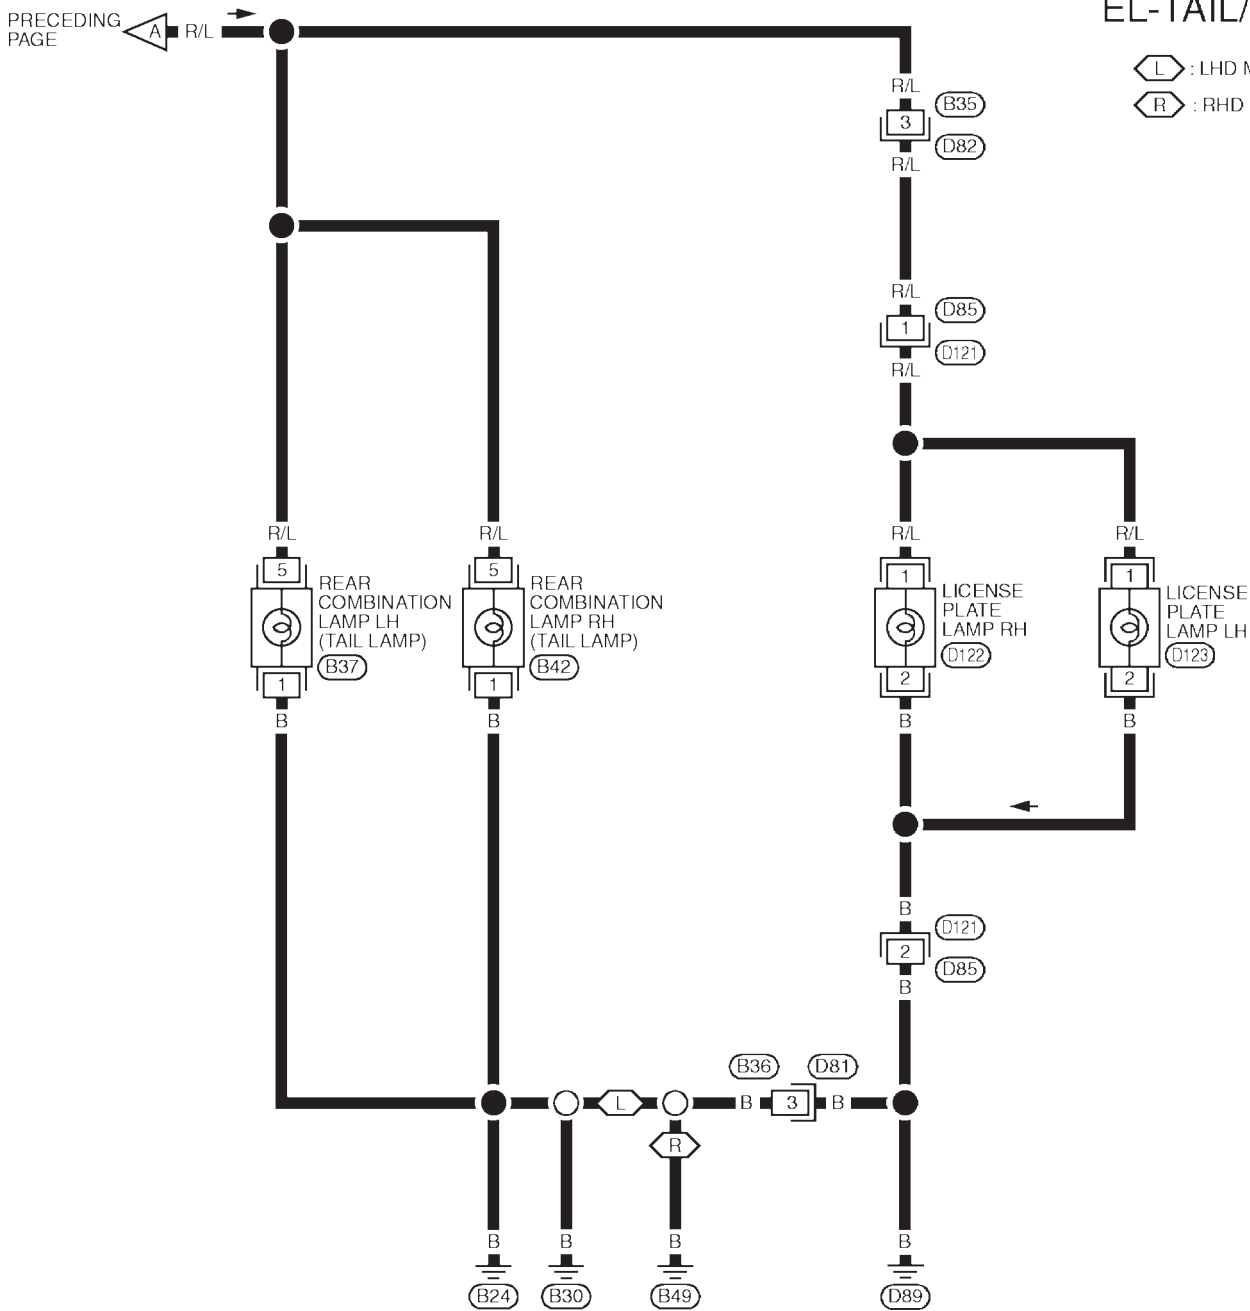 EL-TAIL/
PRECEDING
PAGE
A
R/L
L : LHD M
R : RHD
R/L
B35
3
D82
R/L
R/L
D85
1
D121
R/L
R/L
R/L
R/L
R/L
5
REAR
COMBINATION
LAMP LH
(TAIL LAMP)
B37
1
B
5
REAR
COMBINATION
LAMP RH
(TAIL LAMP)
B42
1
B
1
LICENSE
PLATE
LAMP RH
D122
2
B
1
LICENSE
PLATE
LAMP LH
D123
2
B
B
D121
2
D85
B
B36
D81
L
B
3
B
R
B
B
B
B
B24
B30
B49
D89